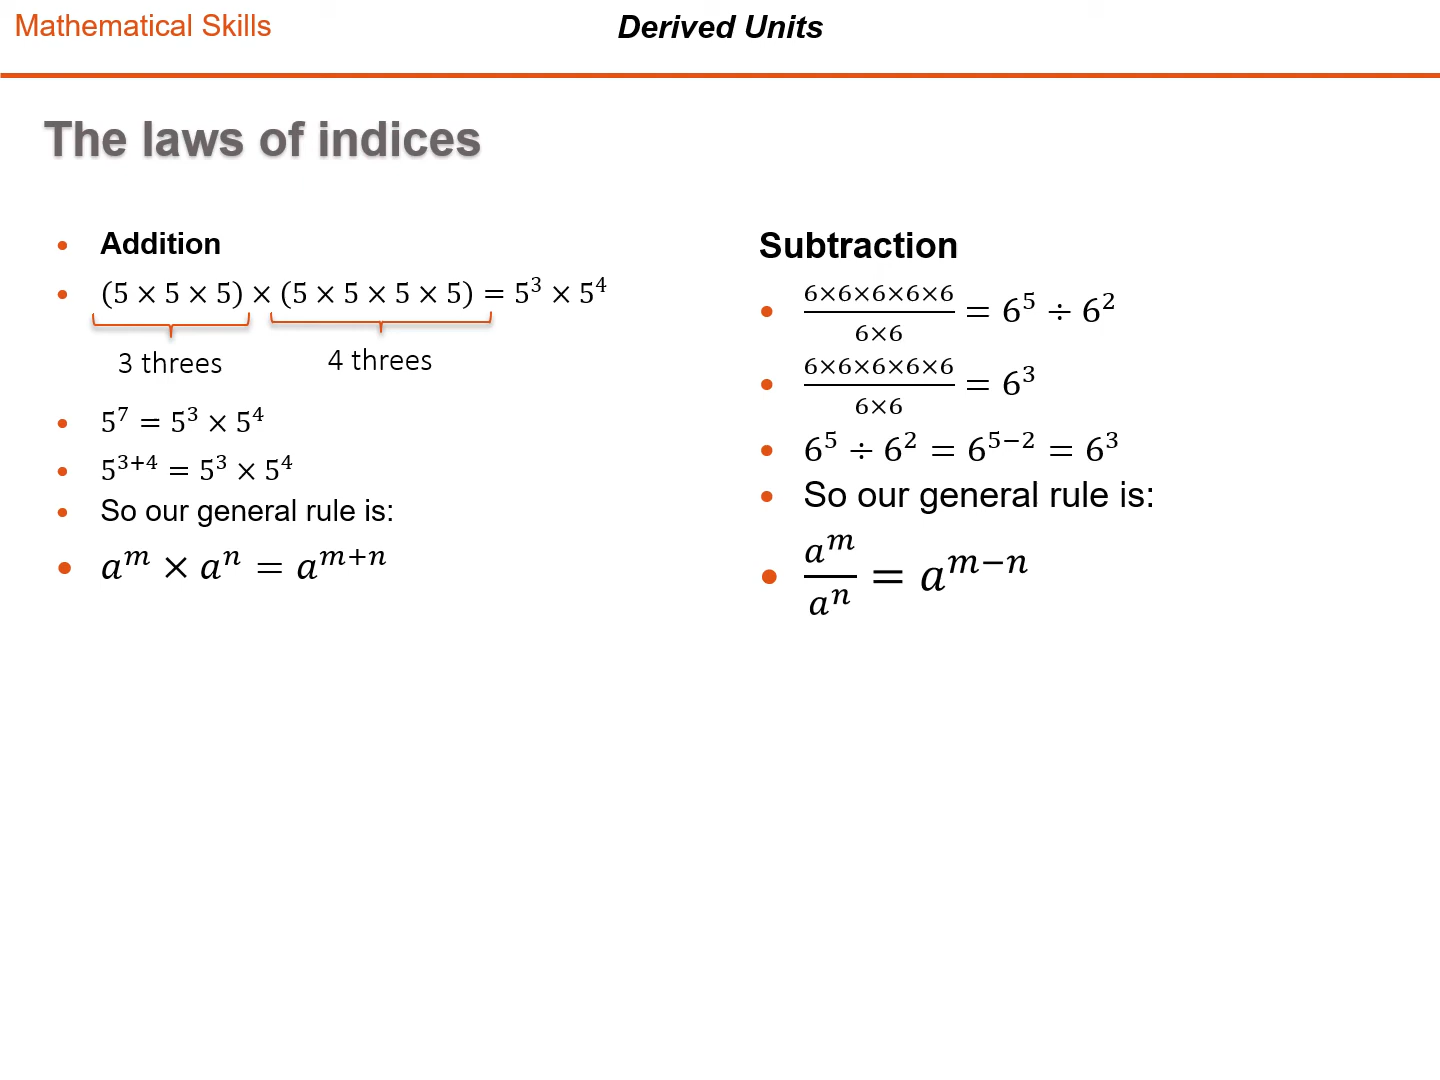 Mathematical Skills
Derived Units
The laws of indices
• Addition
• (5 × 5 × 5) × (5 × 5 × 5 × 5) = 5³ × 5⁴
3 threes
4 threes
• 5⁷ = 5³ × 5⁴
• 5³⁺⁴ = 5³ × 5⁴
• So our general rule is:
• aᵐ × aⁿ = aᵐ⁺ⁿ
Subtraction
• (6×6×6×6×6)/(6×6) = 6⁵ ÷ 6²
• (6×6×6×6×6)/(6×6) = 6³
• 6⁵ ÷ 6² = 6⁵⁻² = 6³
• So our general rule is:
• aᵐ/aⁿ = aᵐ⁻ⁿ